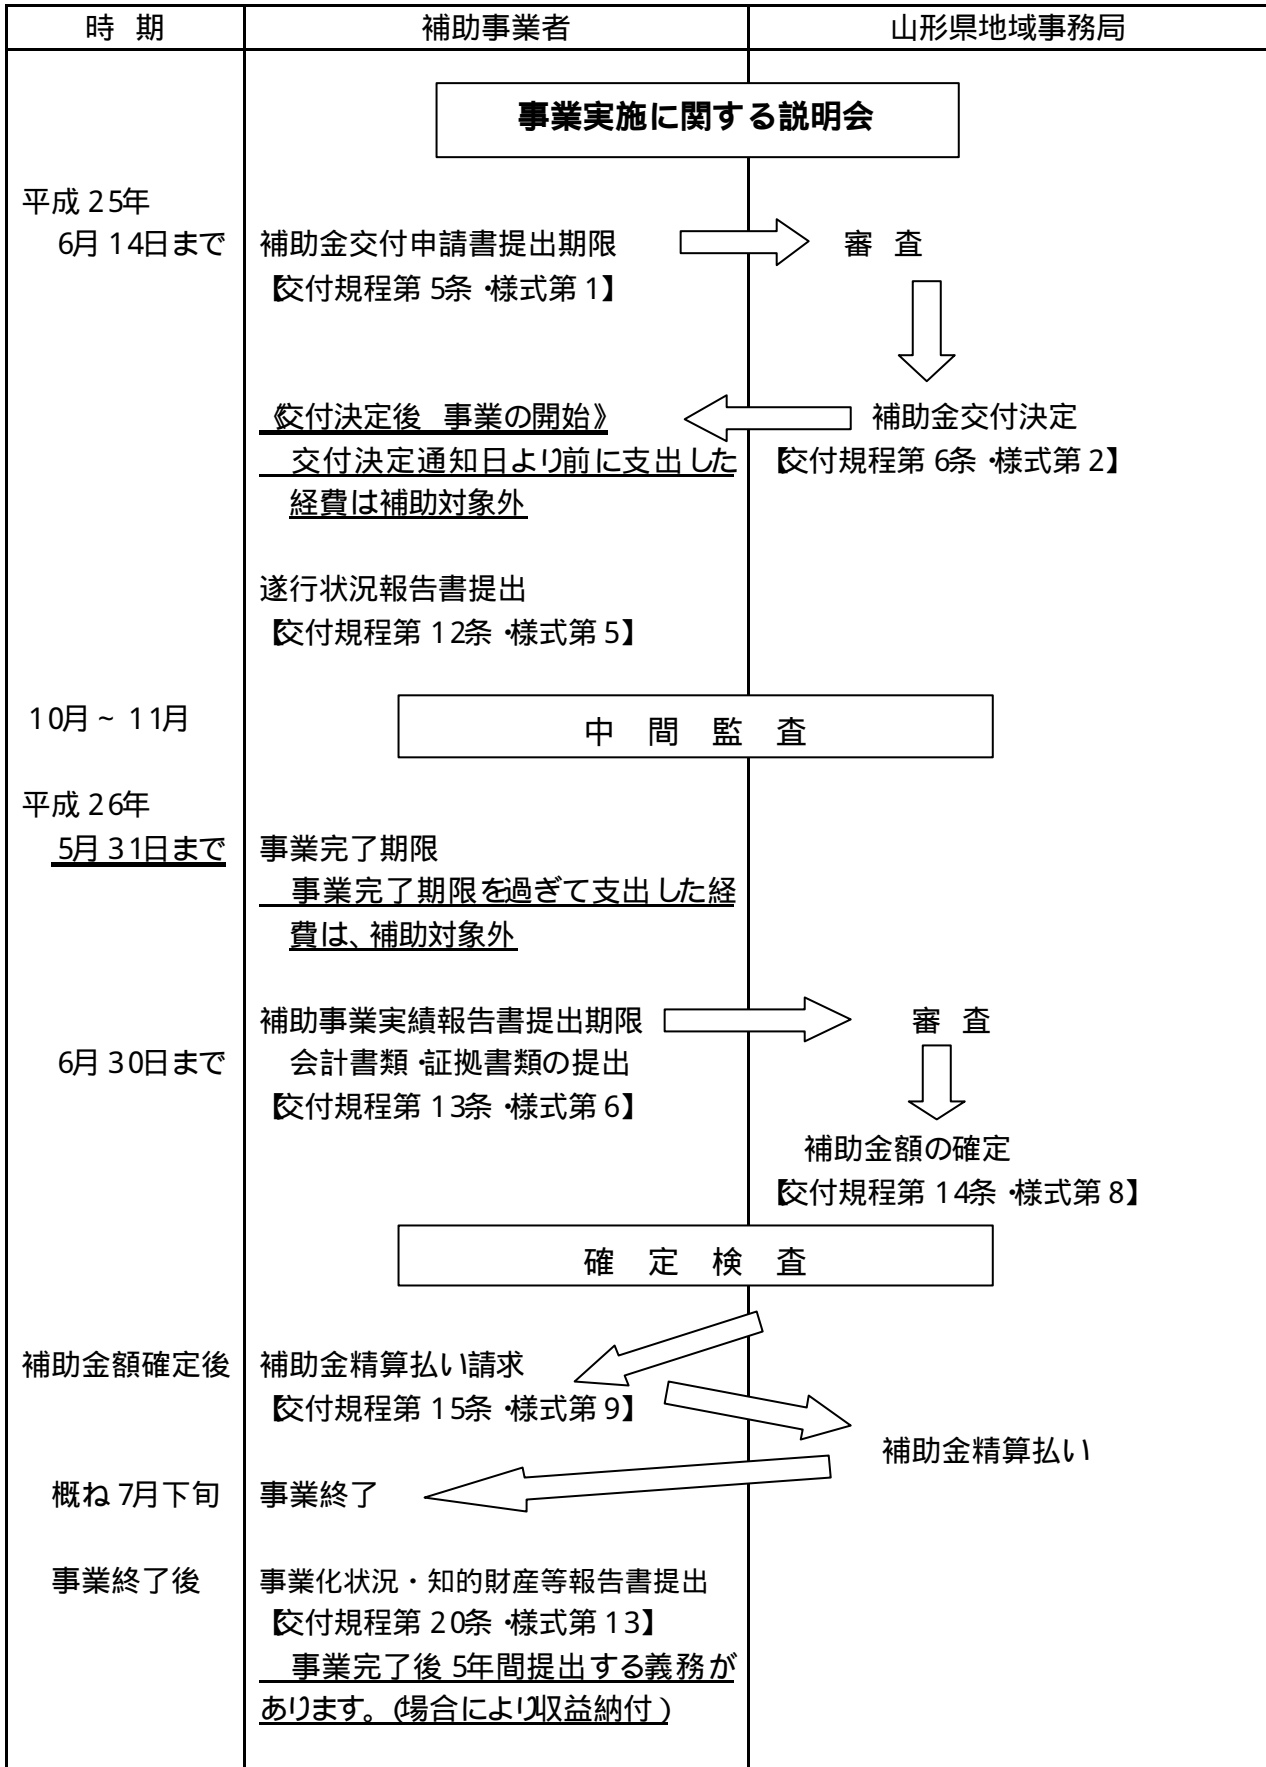 時 期
補助事業者
山形県地域事務局
事業実施に関する説明会
平成 25年
6月 14日まで
補助金交付申請書提出期限
審 査
【交付規程第 5条・様式第 1】
《交付決定後 事業の開始》
補助金交付決定
交付決定通知日より前に支出した
【交付規程第 6条・様式第 2】
経費は補助対象外
遂行状況報告書提出
【交付規程第 12条・様式第 5】
10月 ~ 11月
中 間 監 査
平成 26年
5月 31日まで
事業完了期限
事業完了期限を過ぎて支出した経
費は、補助対象外
補助事業実績報告書提出期限
審 査
6月 30日まで
会計書類・証拠書類の提出
【交付規程第 13条・様式第 6】
補助金額の確定
【交付規程第 14条・様式第 8】
確 定 検 査
補助金額確定後
補助金精算払い請求
【交付規程第 15条・様式第 9】
補助金精算払い
概ね 7月下旬
事業終了
事業終了後
事業化状況・知的財産等報告書提出
【交付規程第 20条・様式第 13】
事業完了後 5年間提出する義務が
あります。(場合により収益納付)